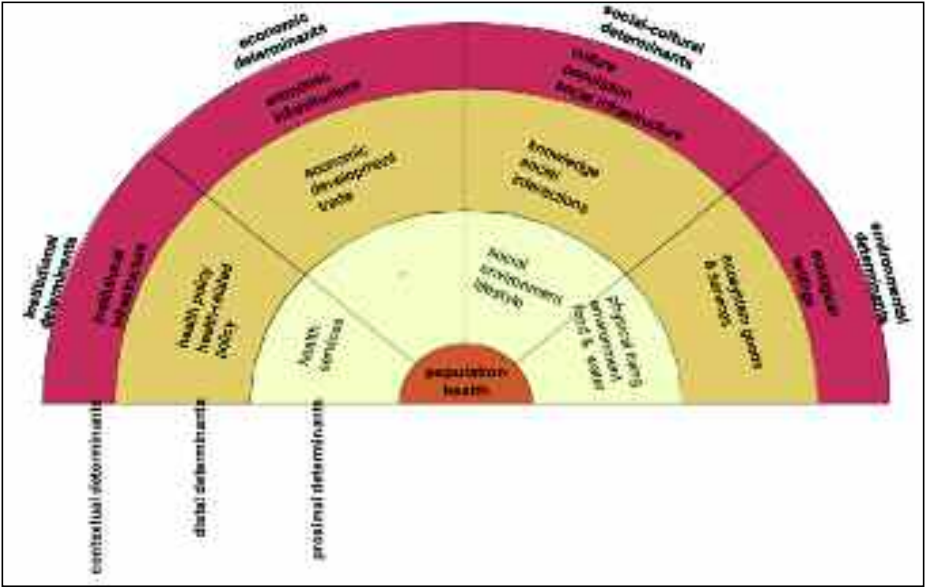 economic
determinants
social-cultural
determinants
institutional
determinants
environmental
determinants
economic
infrastructure
culture
population
social infrastructure
institutional
infrastructure
ecological
settings
economic
development
trade
knowledge
social
interactions
health policy
health-related
policy
ecosystem goods
& services
health
services
social
environment
lifestyle
physical living
environment
food & water
population
health
contextual determinants
distal determinants
proximal determinants